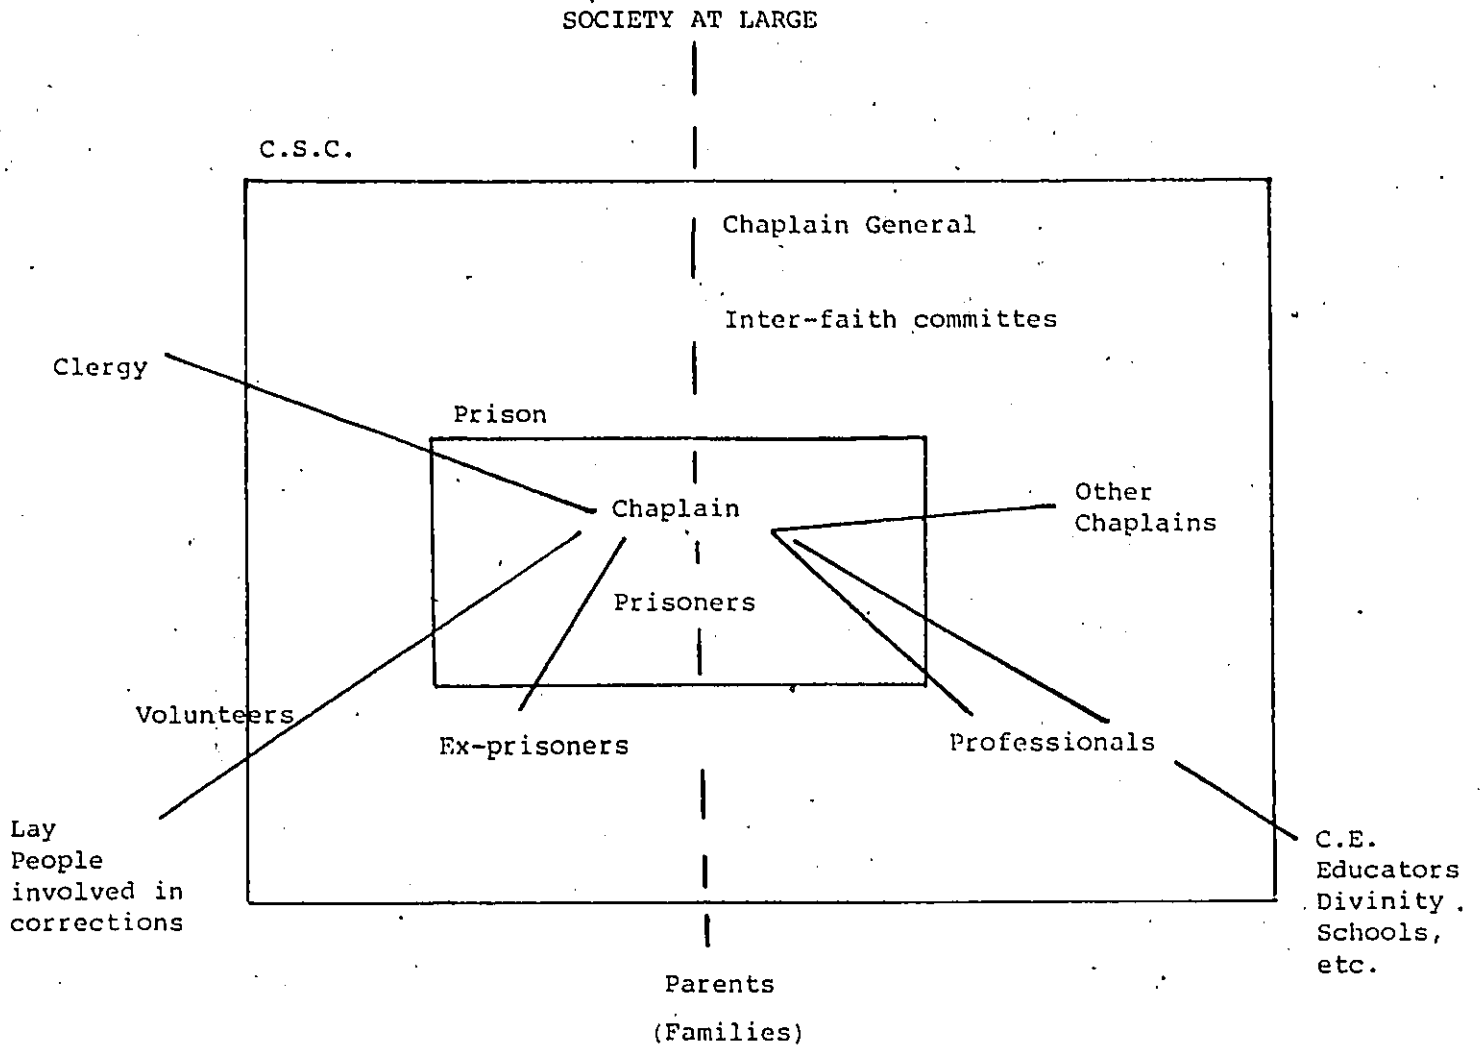 SOCIETY AT LARGE
C.S.C.
Chaplain General
Inter-faith committes
Clergy
Prison
Chaplain
Other
Chaplains
Prisoners
Volunteers
Ex-prisoners
Professionals
Lay
People
involved in
corrections
C.E.
Educators
Divinity
Schools,
etc.
Parents
(Families)